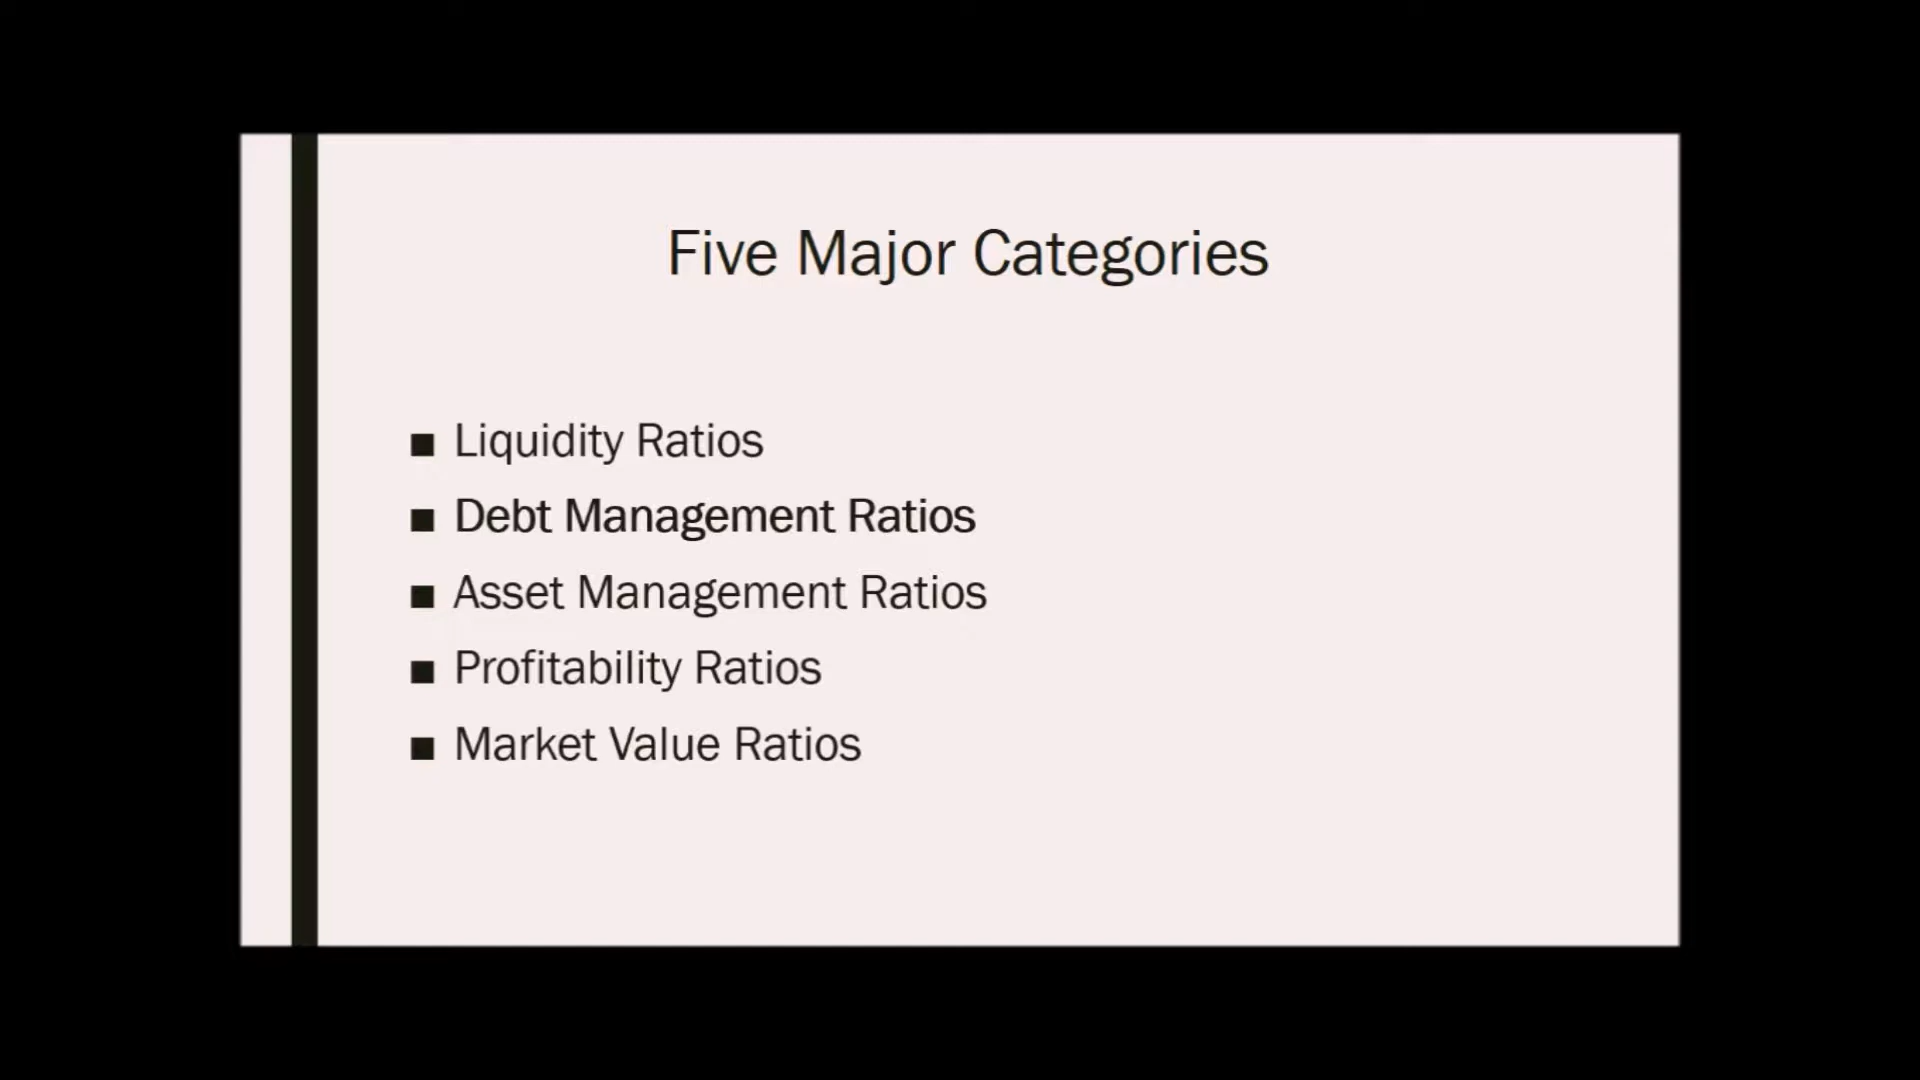 Five Major Categories
■ Liquidity Ratios
■ Debt Management Ratios
■ Asset Management Ratios
■ Profitability Ratios
■ Market Value Ratios